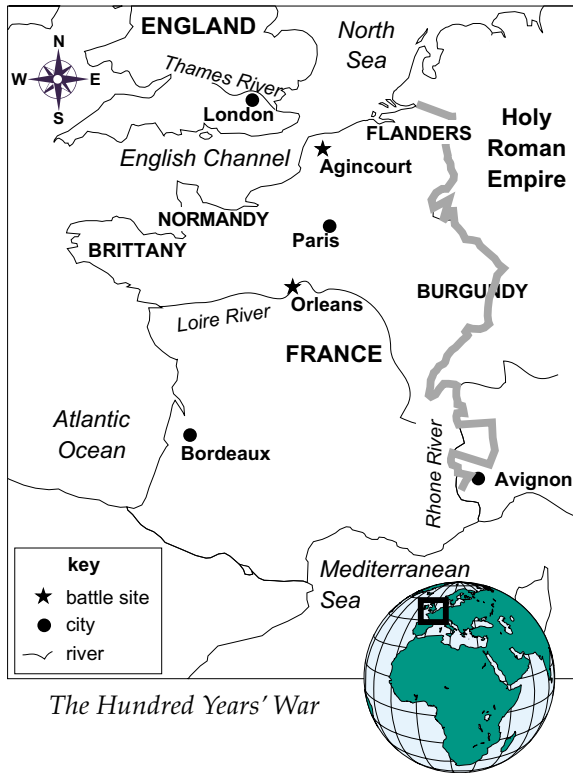 ENGLAND
North
Sea
N
W E
S
Thames River
London
FLANDERS
Holy
Roman
Empire
English Channel
Agincourt
NORMANDY
Paris
BRITTANY
BURGUNDY
Orleans
Loire River
FRANCE
Atlantic
Ocean
Bordeaux
Rhone River
Avignon
Mediterranean
Sea
key
battle site
city
river
The Hundred Years' War